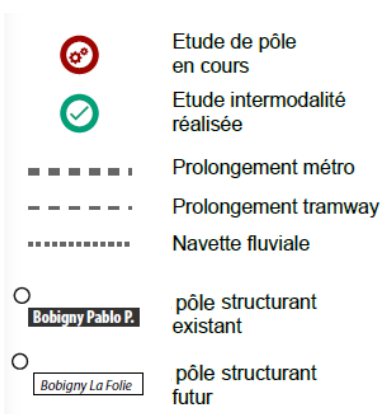 Etude de pôle
en cours
Etude intermodalité
réalisée
Prolongement métro
Prolongement tramway
Navette fluviale
Bobigny Pablo P.
pôle structurant
existant
Bobigny La Folie
pôle structurant
futur